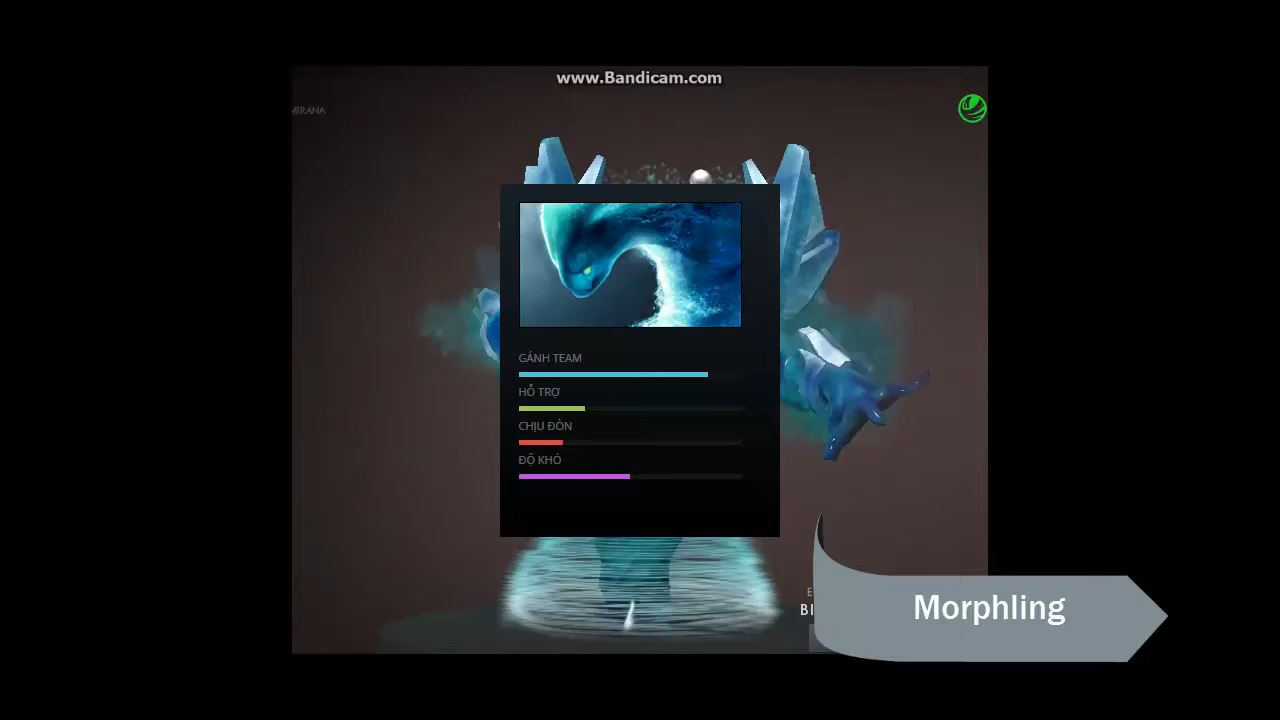 www.Bandicam.com
MIRANA
GÁNH TEAM
HỖ TRỢ
CHỊU ĐÒN
ĐỘ KHÓ
Morphling